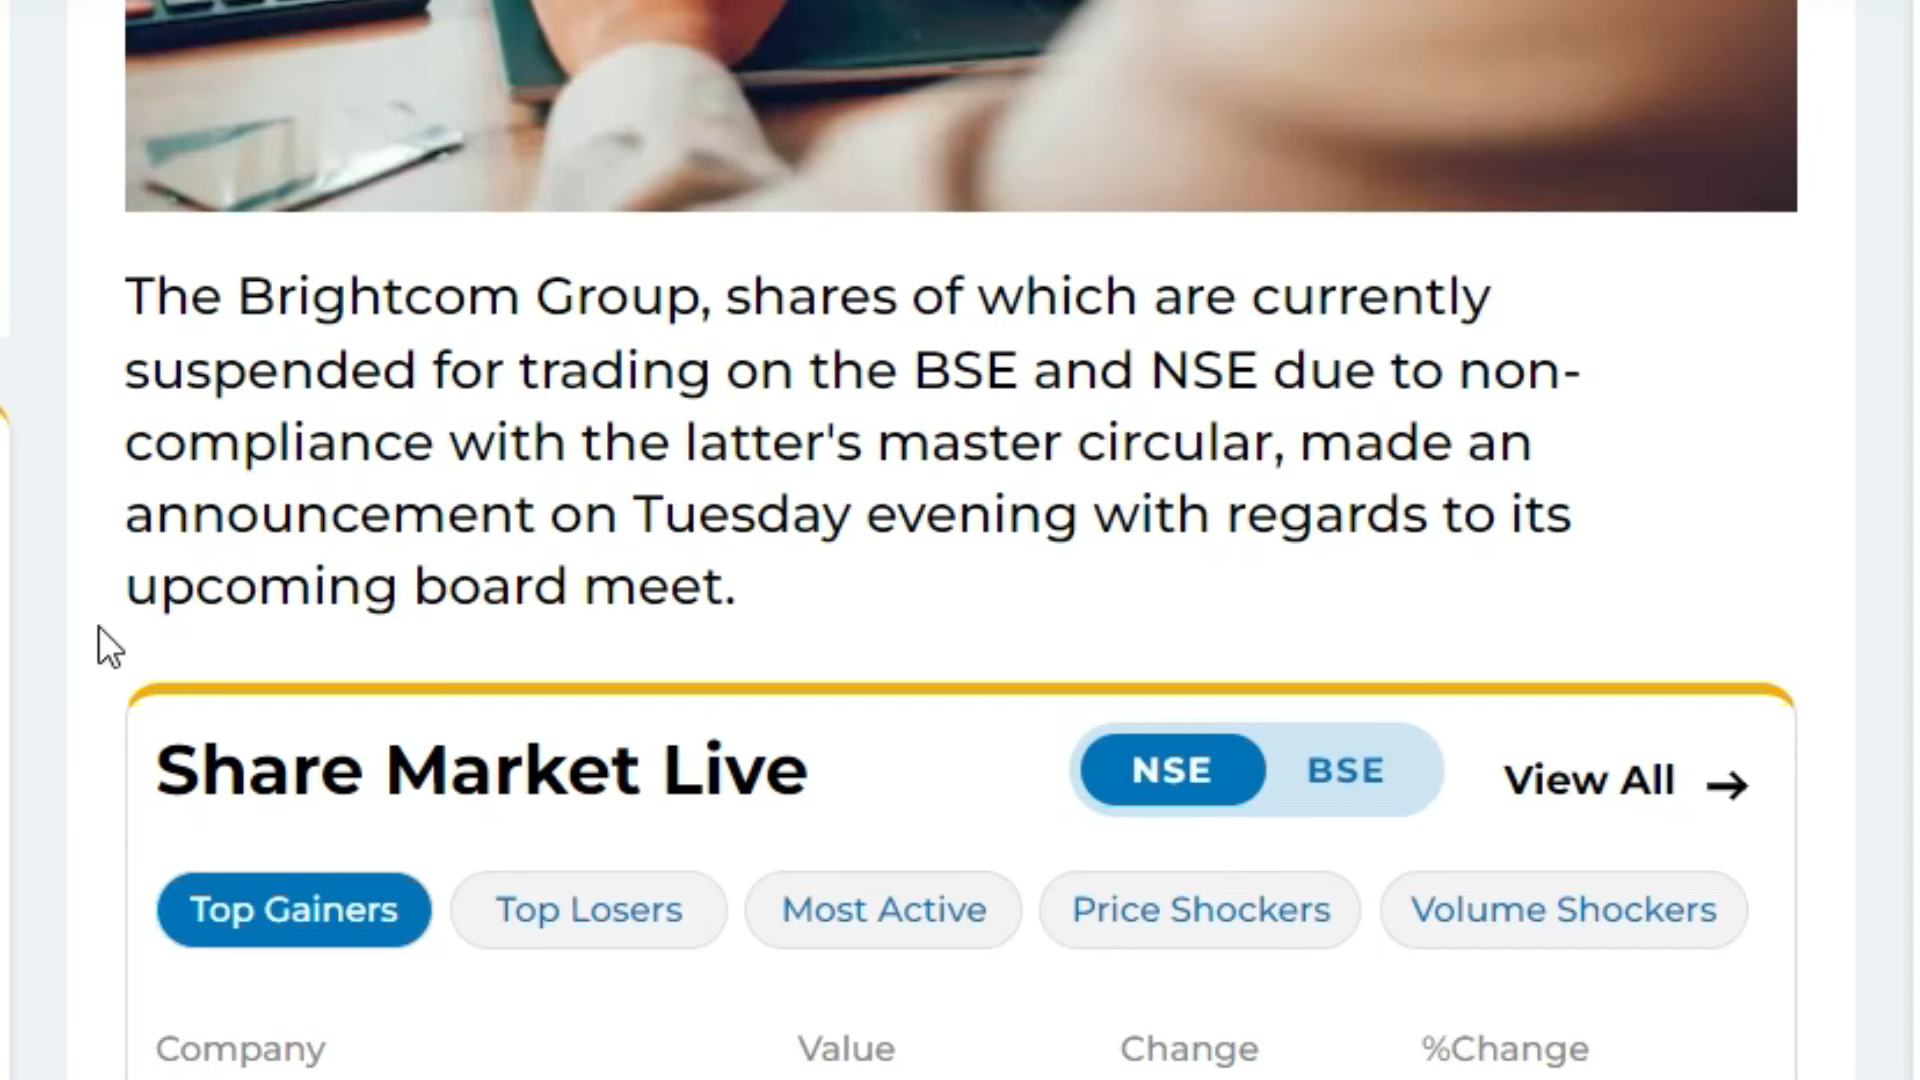 The Brightcom Group, shares of which are currently
suspended for trading on the BSE and NSE due to non-
compliance with the latter's master circular, made an
announcement on Tuesday evening with regards to its
upcoming board meet.
Share Market Live
NSE BSE
View All →
Top Gainers Top Losers Most Active Price Shockers Volume Shockers
Company Value Change %Change